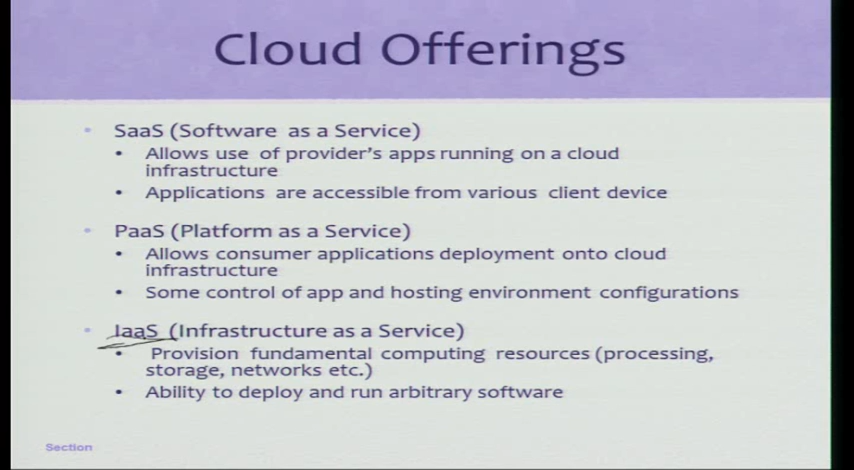 Cloud Offerings
• SaaS (Software as a Service)
• Allows use of provider's apps running on a cloud
infrastructure
• Applications are accessible from various client device
• PaaS (Platform as a Service)
• Allows consumer applications deployment onto cloud
infrastructure
• Some control of app and hosting environment configurations
• IaaS (Infrastructure as a Service)
• Provision fundamental computing resources (processing,
storage, networks etc.)
• Ability to deploy and run arbitrary software
Section